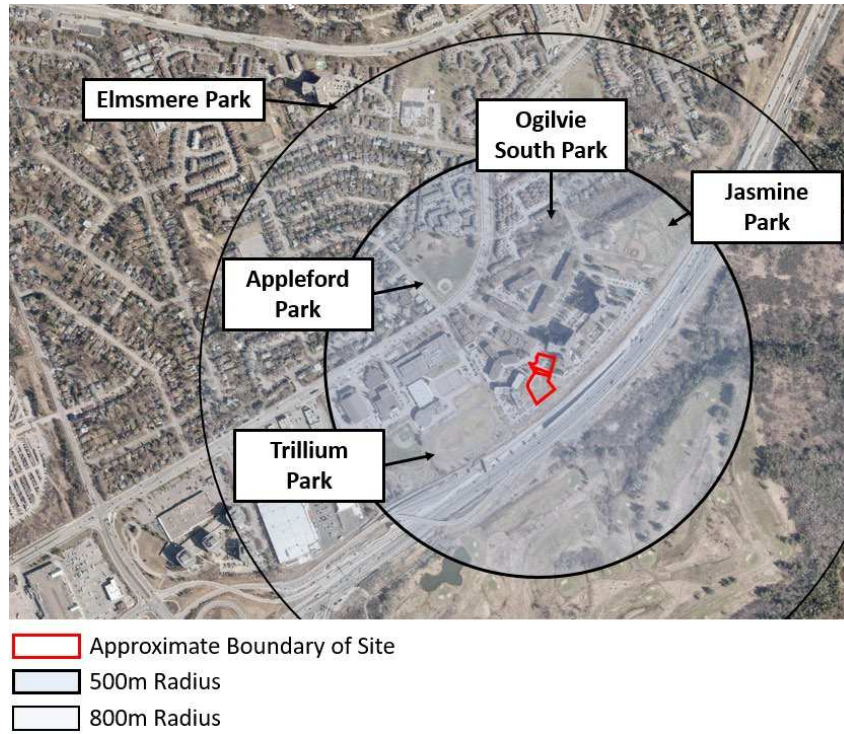 Elmsmere Park
Ogilvie
South Park
Jasmine
Park
Appleford
Park
Trillium
Park
Approximate Boundary of Site
500m Radius
800m Radius